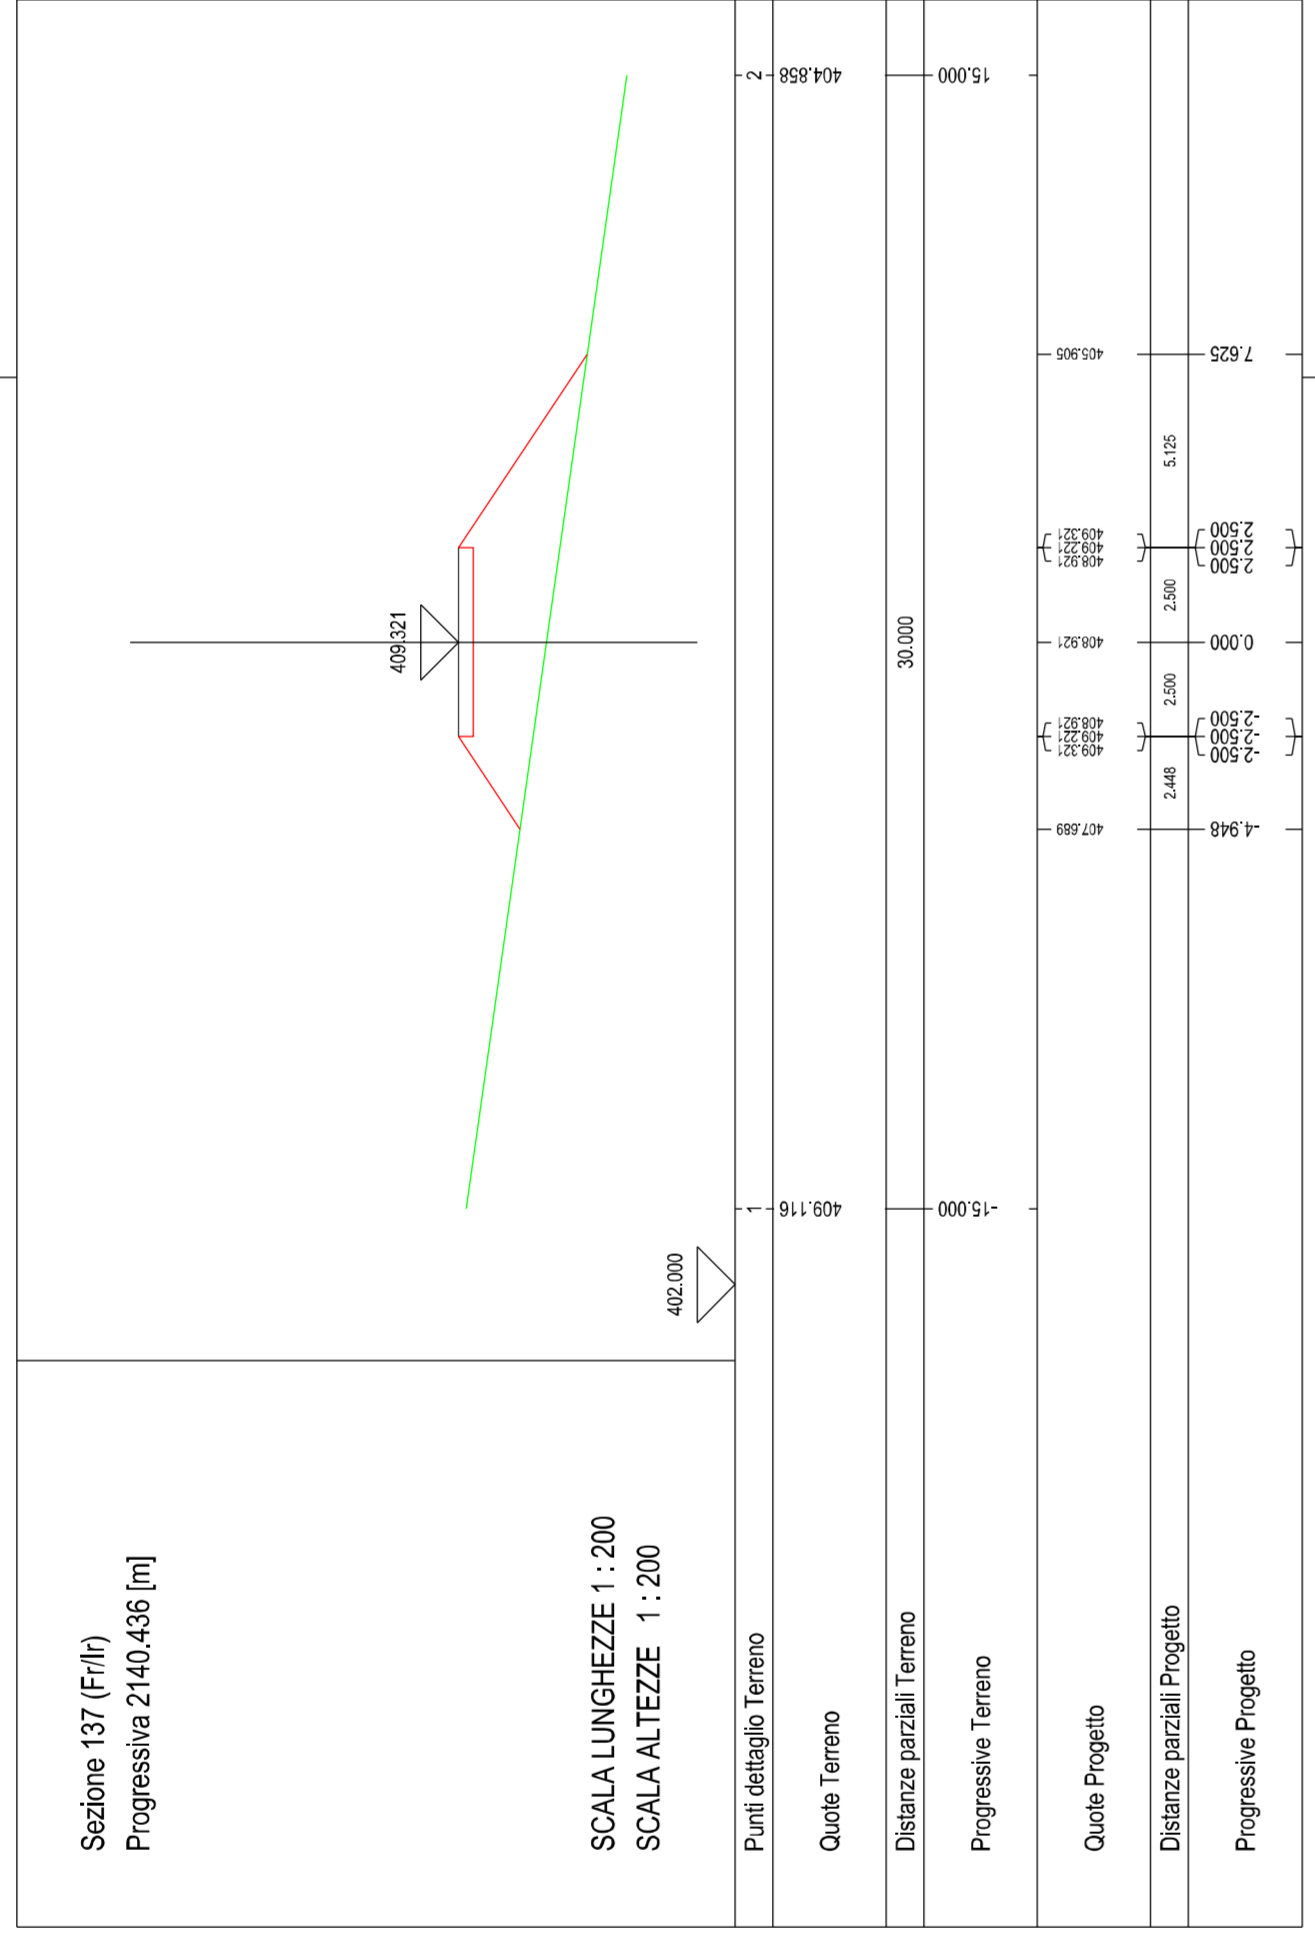 Sezione 137 (Fr/Ir)
Progressiva 2140.436 [m]
SCALA LUNGHEZZE 1 : 200
SCALA ALTEZZE 1 : 200
409.321
402.000
Punti dettaglio Terreno 1 2
Quote Terreno 409.116 404.858
Distanze parziali Terreno 30.000
Progressive Terreno -15.000 15.000
Quote Progetto 407.689 409.321 409.221 408.921 408.921 408.921 409.221 409.321 405.905
Distanze parziali Progetto 2.448 2.500 2.500 5.125
Progressive Progetto -4.948 -2.500 -2.500 -2.500 0.000 2.500 2.500 2.500 7.625